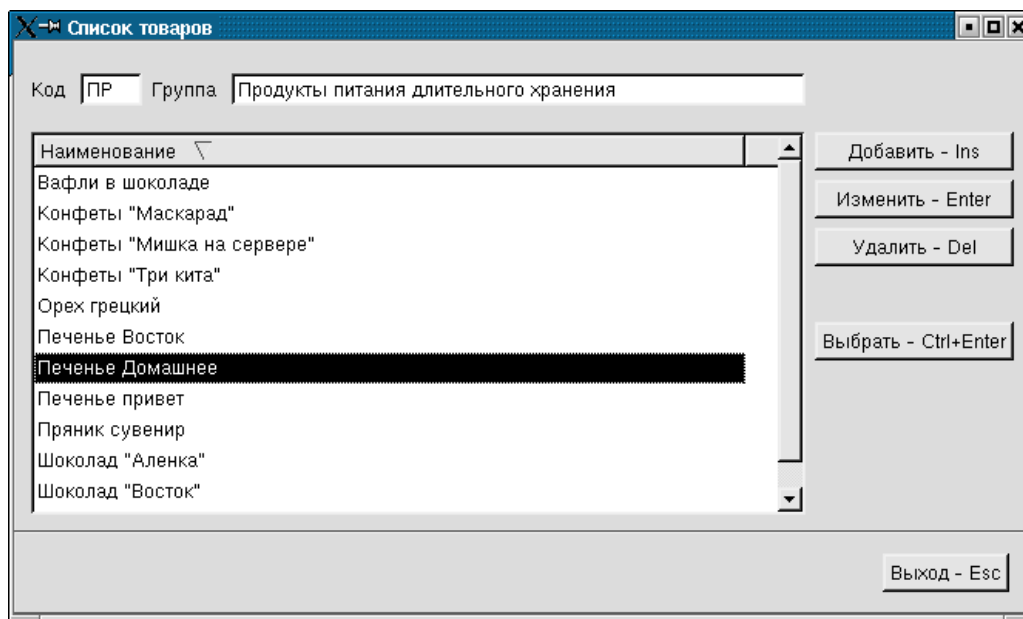 Список товаров
Код ПР Группа Продукты питания длительного хранения
Наименование
Вафли в шоколаде
Конфеты "Маскарад"
Конфеты "Мишка на сервере"
Конфеты "Три кита"
Орех грецкий
Печенье Восток
Печенье Домашнее
Печенье привет
Пряник сувенир
Шоколад "Аленка"
Шоколад "Восток"
Добавить - Ins
Изменить - Enter
Удалить - Del
Выбрать - Ctrl+Enter
Выход - Esc